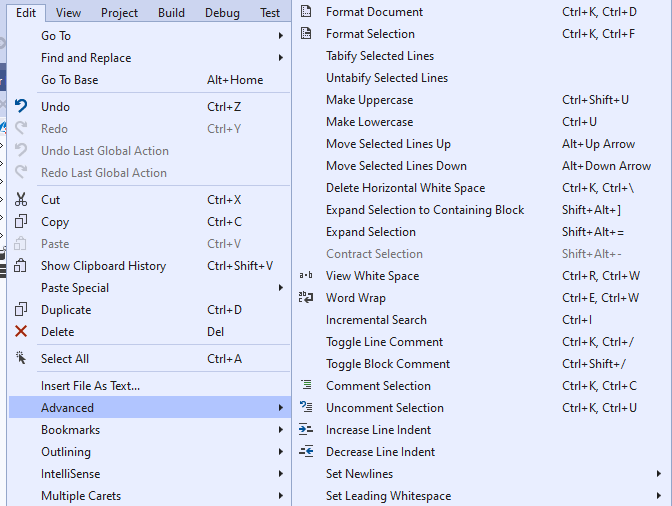 Edit View Project Build Debug Test
Go To
Find and Replace
Go To Base Alt+Home
Undo Ctrl+Z
Redo Ctrl+Y
Undo Last Global Action
Redo Last Global Action
Cut Ctrl+X
Copy Ctrl+C
Paste Ctrl+V
Show Clipboard History Ctrl+Shift+V
Paste Special
Duplicate Ctrl+D
Delete Del
Select All Ctrl+A
Insert File As Text...
Advanced
Bookmarks
Outlining
IntelliSense
Multiple Carets
Format Document Ctrl+K, Ctrl+D
Format Selection Ctrl+K, Ctrl+F
Tabify Selected Lines
Untabify Selected Lines
Make Uppercase Ctrl+Shift+U
Make Lowercase Ctrl+U
Move Selected Lines Up Alt+Up Arrow
Move Selected Lines Down Alt+Down Arrow
Delete Horizontal White Space Ctrl+K, Ctrl+\
Expand Selection to Containing Block Shift+Alt+]
Expand Selection Shift+Alt+=
Contract Selection Shift+Alt+-
View White Space Ctrl+R, Ctrl+W
Word Wrap Ctrl+E, Ctrl+W
Incremental Search Ctrl+I
Toggle Line Comment Ctrl+K, Ctrl+/
Toggle Block Comment Ctrl+Shift+/
Comment Selection Ctrl+K, Ctrl+C
Uncomment Selection Ctrl+K, Ctrl+U
Increase Line Indent
Decrease Line Indent
Set Newlines
Set Leading Whitespace